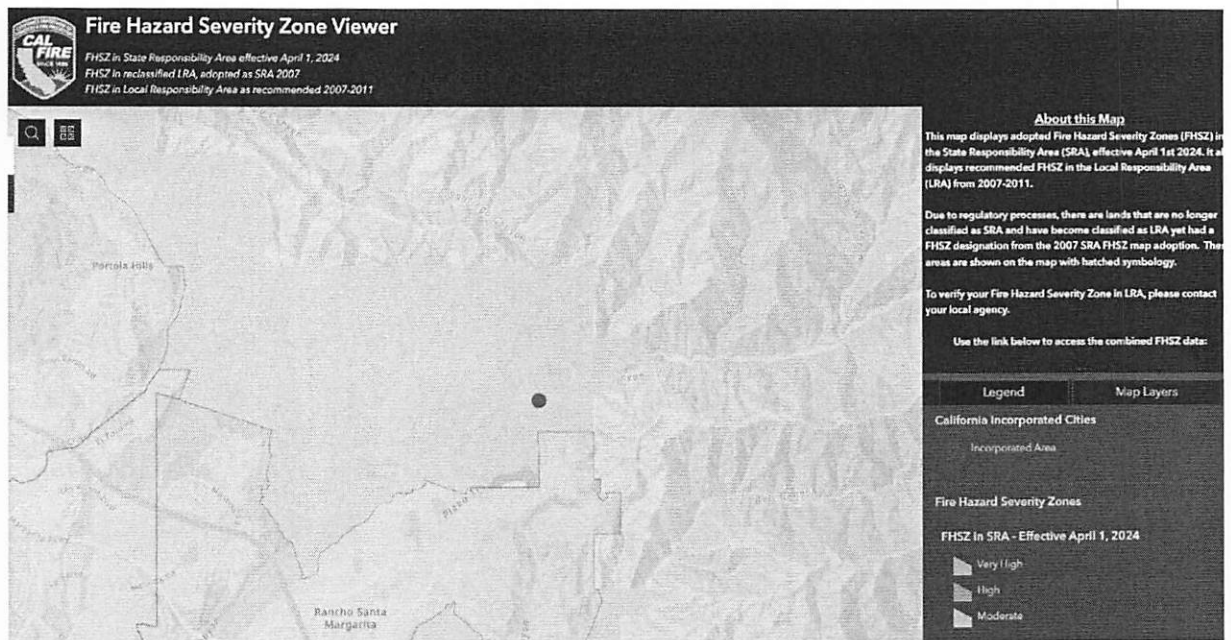 CAL
FIRE
SINCE 1885
Fire Hazard Severity Zone Viewer
FHSZ in State Responsibility Area effective April 1, 2024
FHSZ in reclassified LRA, adopted as SRA 2007
FHSZ in Local Responsibility Area as recommended 2007-2011
About this Map
This map displays adopted Fire Hazard Severity Zones (FHSZ) in
the State Responsibility Area (SRA), effective April 1st 2024. It al
displays recommended FHSZ in the Local Responsibility Area
(LRA) from 2007-2011.
Due to regulatory processes, there are lands that are no longer
classified as SRA and have become classified as LRA yet had a
FHSZ designation from the 2007 SRA FHSZ map adoption. Thes
areas are shown on the map with hatched symbology.
To verify your Fire Hazard Severity Zone in LRA, please contact
your local agency.
Use the link below to access the combined FHSZ data:
Legend
Map Layers
California Incorporated Cities
Incorporated Area
Fire Hazard Severity Zones
FHSZ in SRA - Effective April 1, 2024
Very High
High
Moderate
Portola Hills
Rancho Santa
Margarita